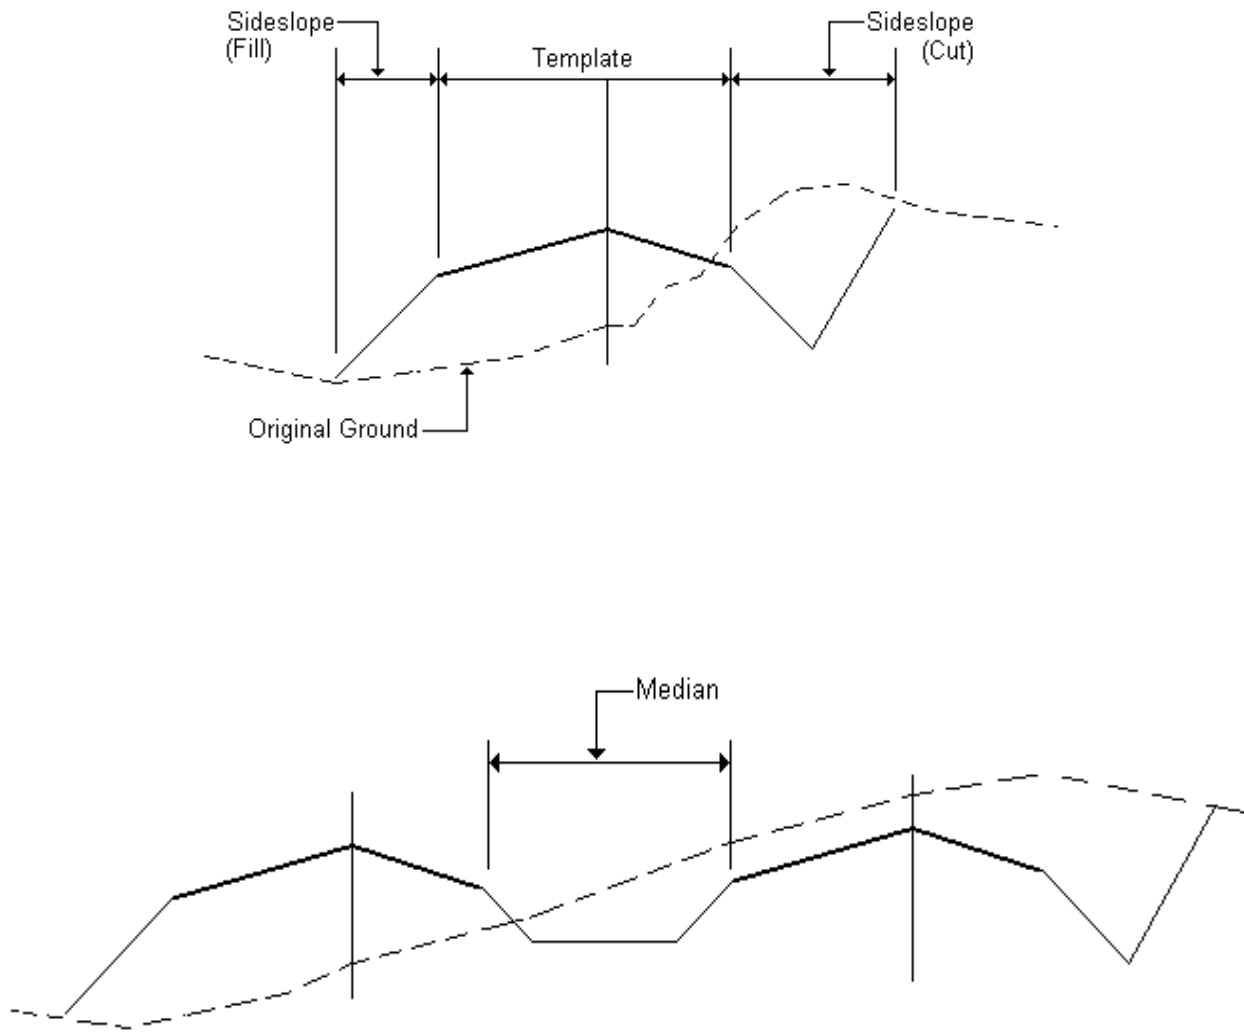 Sideslope
(Fill)
Template
Sideslope
(Cut)
Original Ground
Median